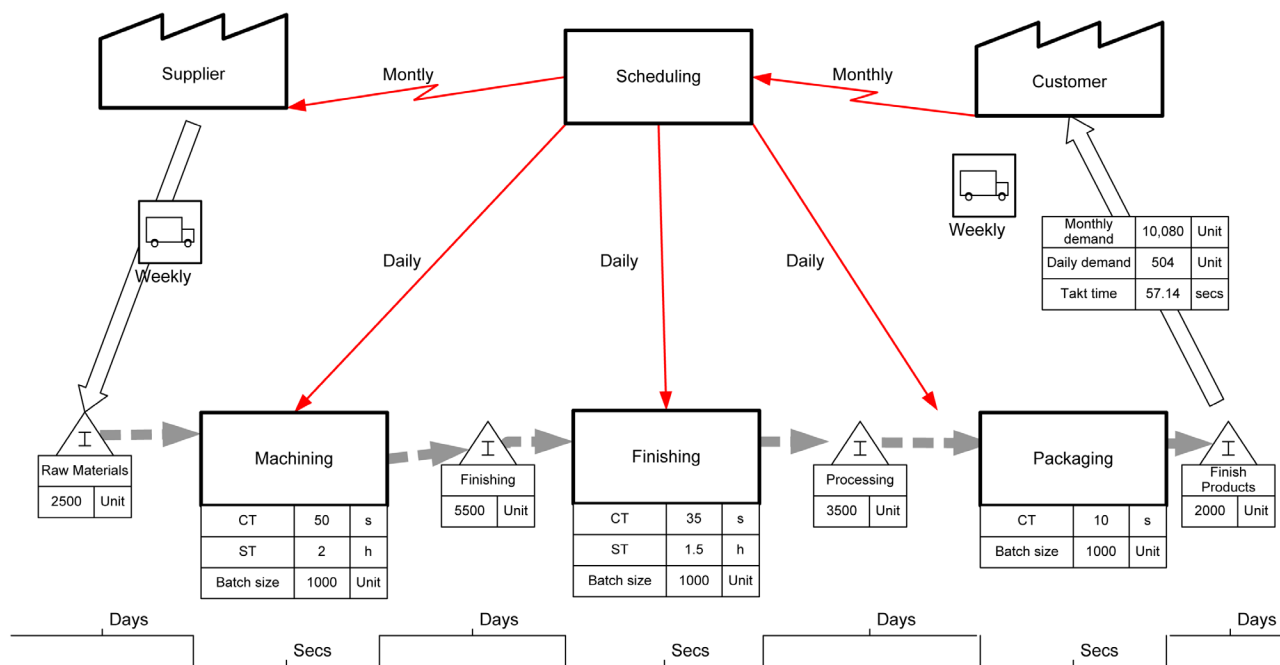 Supplier
Montly
Scheduling
Monthly
Customer
Weekly
Weekly
Monthly demand 10,080 Unit
Daily demand 504 Unit
Takt time 57.14 secs
Daily
Daily
Daily
I
Raw Materials
2500 Unit
Machining
CT 50 s
ST 2 h
Batch size 1000 Unit
I
Finishing
5500 Unit
Finishing
CT 35 s
ST 1.5 h
Batch size 1000 Unit
I
Processing
3500 Unit
Packaging
CT 10 s
Batch size 1000 Unit
I
Finish
Products
2000 Unit
Days
Secs
Days
Secs
Days
Secs
Days